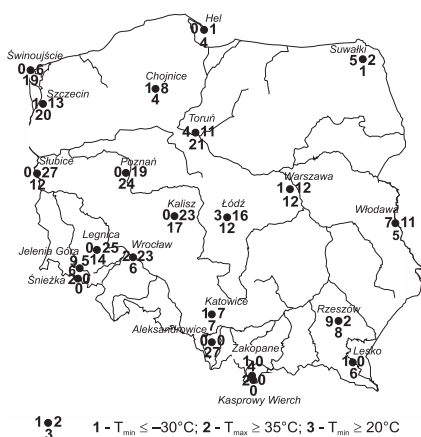 Hel
0 1
4
Suwałki
5 2
1
Świnoujście
0 6
19
Chojnice
1 8
4
Szczecin
1 13
20
Toruń
4 11
21
Słubice
0 27
12
Poznań
0 19
24
Warszawa
1 12
12
Kalisz
0 23
17
Łódź
3 16
12
Włodawa
7 11
5
Legnica
0 25
14
Jelenia Góra
9 5
6
Wrocław
2 23
6
Śnieżka
2 0
0
Katowice
1 7
7
Aleksandrowice
0 0
27
Rzeszów
9 2
8
Zakopane
1 0
4
Lesko
1 0
6
2 0
0
Kasprowy Wierch
1 2
3
1 - Tmin ≤ –30°C; 2 - Tmax ≥ 35°C; 3 - Tmin ≥ 20°C